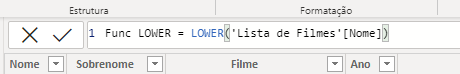 Estrutura Formatação
1 Func LOWER = LOWER('Lista de Filmes'[Nome])
Nome Sobrenome Filme Ano